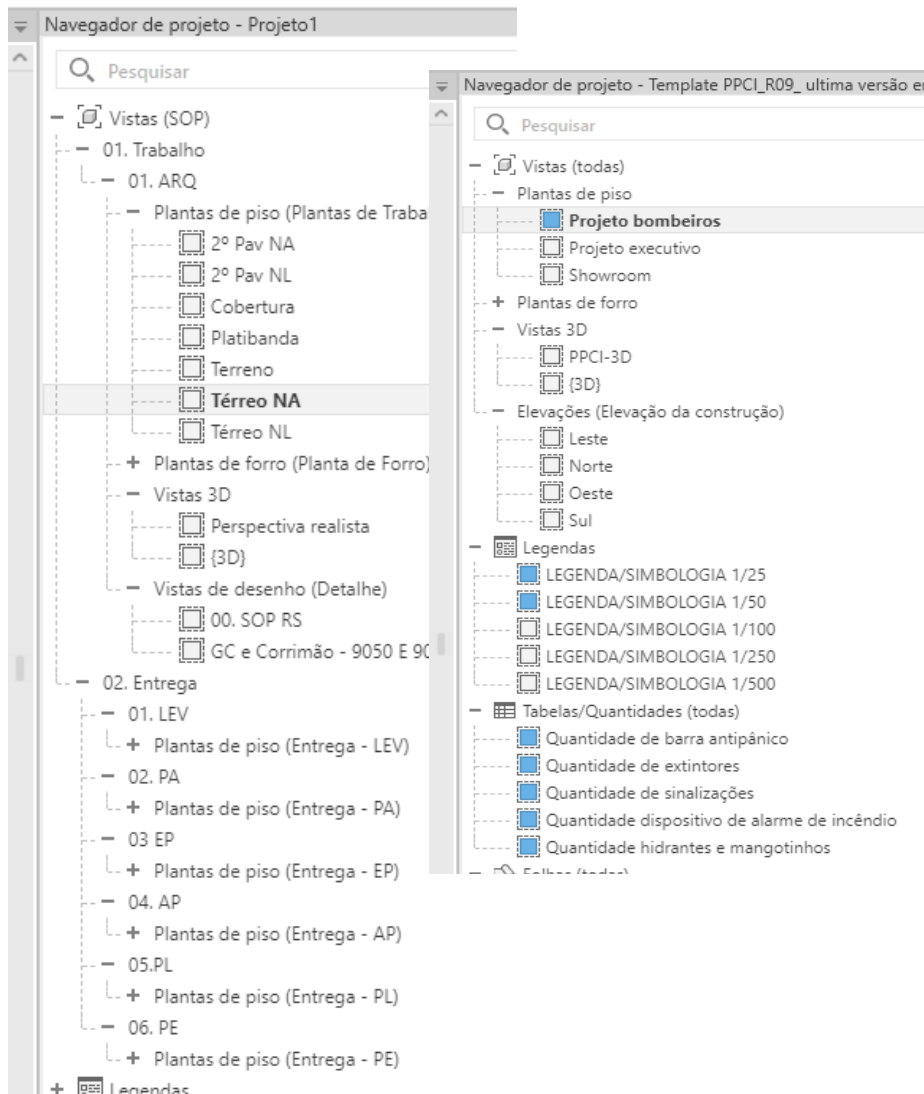 Navegador de projeto - Projeto1
Pesquisar
Vistas (SOP)
01. Trabalho
01. ARQ
Plantas de piso (Plantas de Traba
2º Pav NA
2º Pav NL
Cobertura
Platibanda
Terreno
Térreo NA
Térreo NL
Plantas de forro (Planta de Forro)
Vistas 3D
Perspectiva realista
{3D}
Vistas de desenho (Detalhe)
00. SOP RS
GC e Corrimão - 9050 E 90
02. Entrega
01. LEV
Plantas de piso (Entrega - LEV)
02. PA
Plantas de piso (Entrega - PA)
03 EP
Plantas de piso (Entrega - EP)
04. AP
Plantas de piso (Entrega - AP)
05.PL
Plantas de piso (Entrega - PL)
06. PE
Plantas de piso (Entrega - PE)
Legendas
Navegador de projeto - Template PPCI_R09_ ultima versão e
Pesquisar
Vistas (todas)
Plantas de piso
Projeto bombeiros
Projeto executivo
Showroom
Plantas de forro
Vistas 3D
PPCI-3D
{3D}
Elevações (Elevação da construção)
Leste
Norte
Oeste
Sul
Legendas
LEGENDA/SIMBOLOGIA 1/25
LEGENDA/SIMBOLOGIA 1/50
LEGENDA/SIMBOLOGIA 1/100
LEGENDA/SIMBOLOGIA 1/250
LEGENDA/SIMBOLOGIA 1/500
Tabelas/Quantidades (todas)
Quantidade de barra antipânico
Quantidade de extintores
Quantidade de sinalizações
Quantidade dispositivo de alarme de incêndio
Quantidade hidrantes e mangotinhos
Folhas (todas)